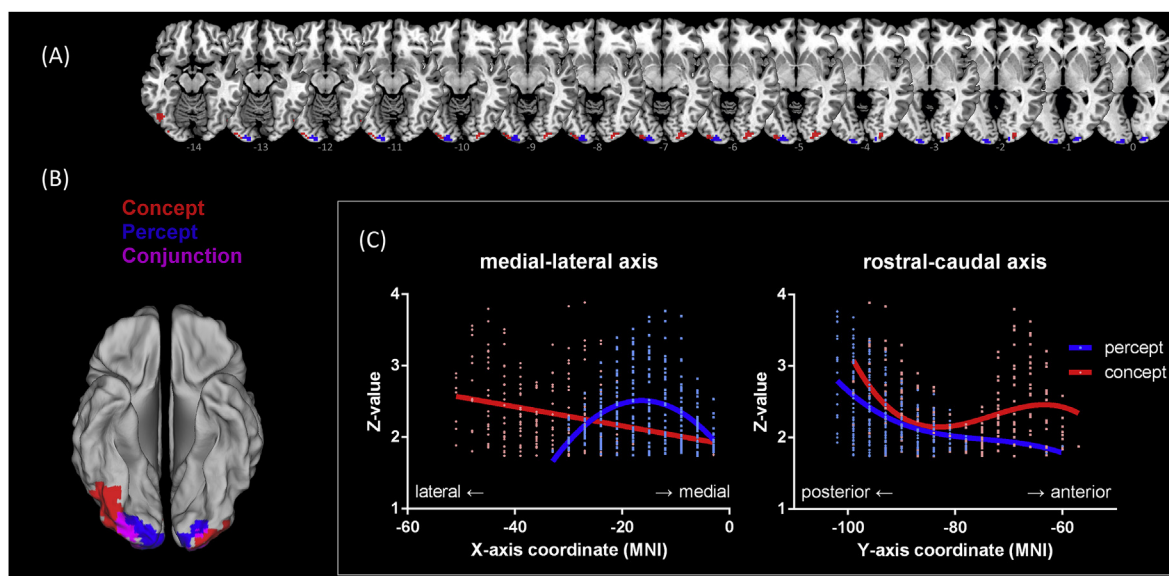 (A)
-14 -13 -12 -11 -10 -9 -8 -7 -6 -5 -4 -3 -2 -1 0
(B)
Concept
Percept
Conjunction
(C)
medial-lateral axis
4
3
2
1
Z-value
lateral ← → medial
-60 -40 -20 0
X-axis coordinate (MNI)
rostral-caudal axis
4
3
2
1
Z-value
percept
concept
posterior ← → anterior
-100 -80 -60
Y-axis coordinate (MNI)